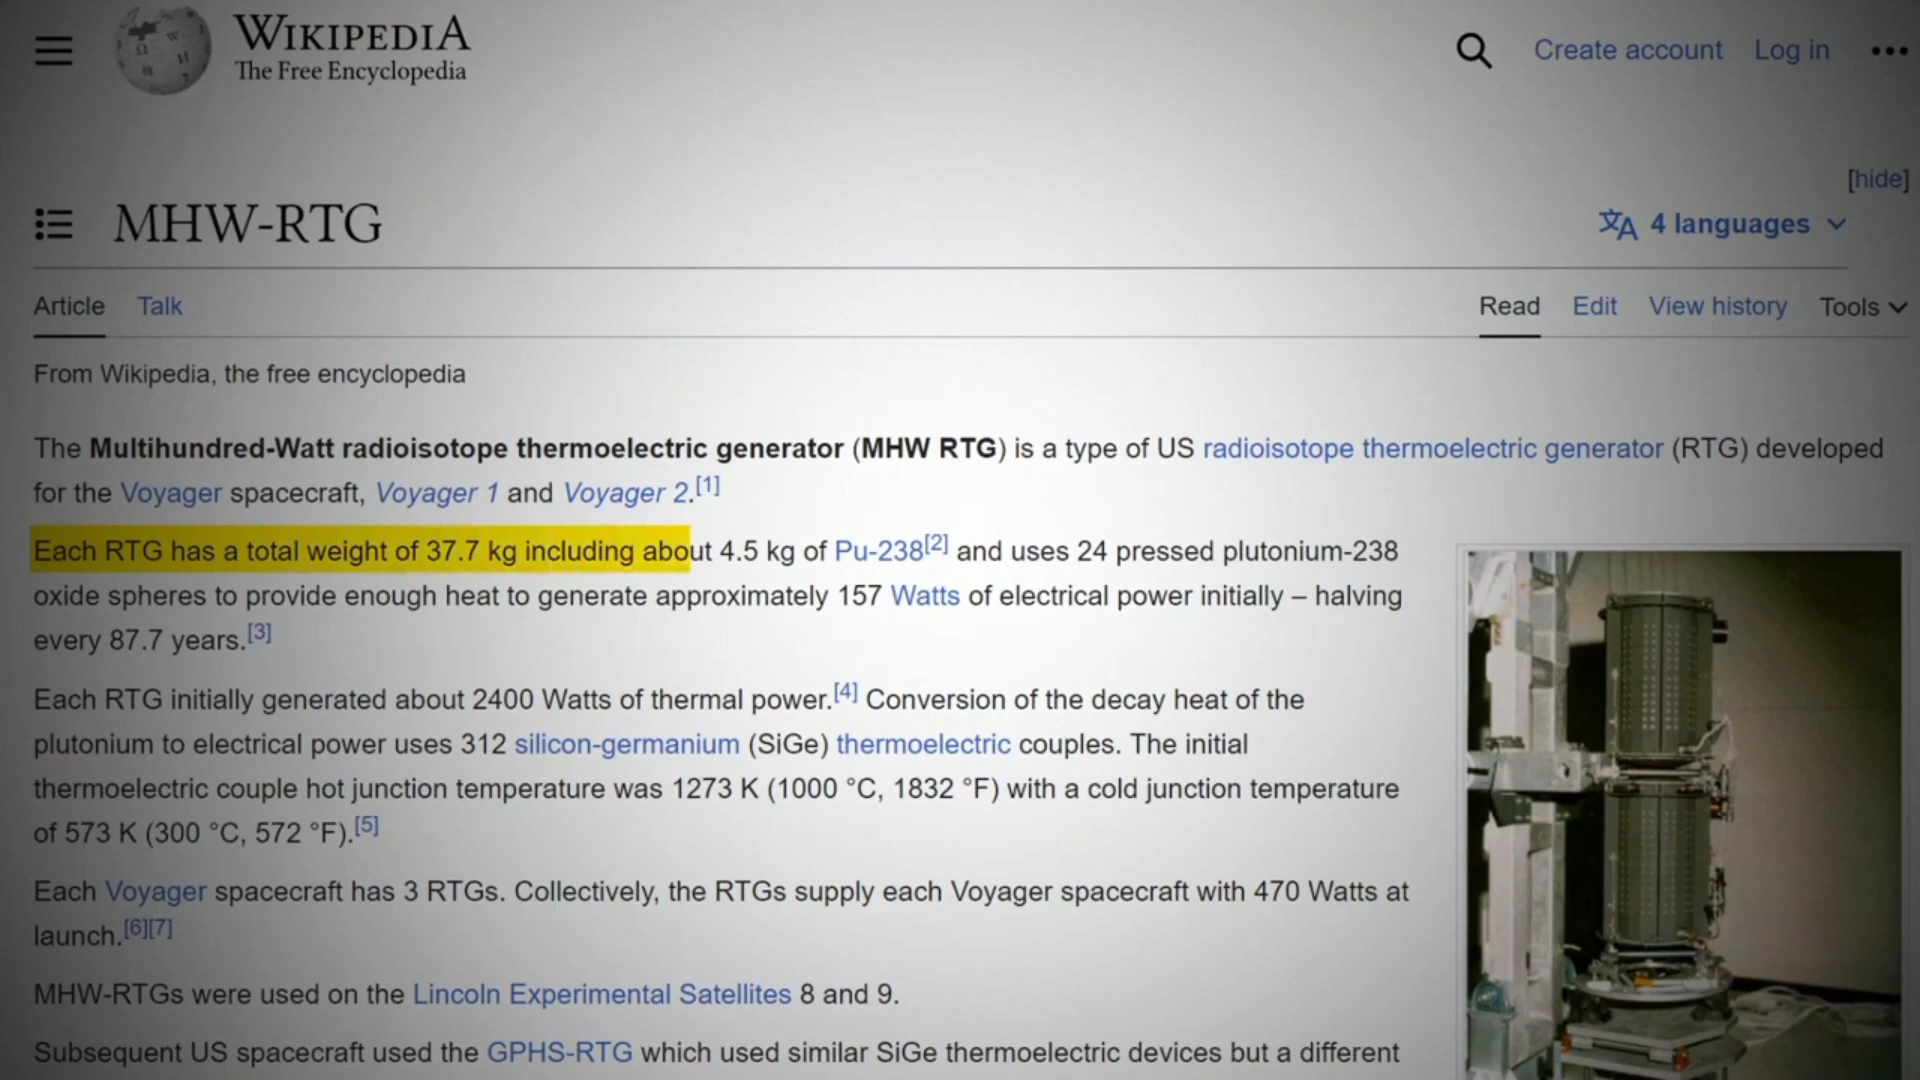 WIKIPEDIA
The Free Encyclopedia
Create account Log in
[hide]
MHW-RTG
4 languages
Article Talk
Read Edit View history Tools
From Wikipedia, the free encyclopedia
The Multihundred-Watt radioisotope thermoelectric generator (MHW RTG) is a type of US radioisotope thermoelectric generator (RTG) developed
for the Voyager spacecraft, Voyager 1 and Voyager 2.[1]
Each RTG has a total weight of 37.7 kg including about 4.5 kg of Pu-238[2] and uses 24 pressed plutonium-238
oxide spheres to provide enough heat to generate approximately 157 Watts of electrical power initially – halving
every 87.7 years.[3]
Each RTG initially generated about 2400 Watts of thermal power.[4] Conversion of the decay heat of the
plutonium to electrical power uses 312 silicon-germanium (SiGe) thermoelectric couples. The initial
thermoelectric couple hot junction temperature was 1273 K (1000 °C, 1832 °F) with a cold junction temperature
of 573 K (300 °C, 572 °F).[5]
Each Voyager spacecraft has 3 RTGs. Collectively, the RTGs supply each Voyager spacecraft with 470 Watts at
launch.[6][7]
MHW-RTGs were used on the Lincoln Experimental Satellites 8 and 9.
Subsequent US spacecraft used the GPHS-RTG which used similar SiGe thermoelectric devices but a different